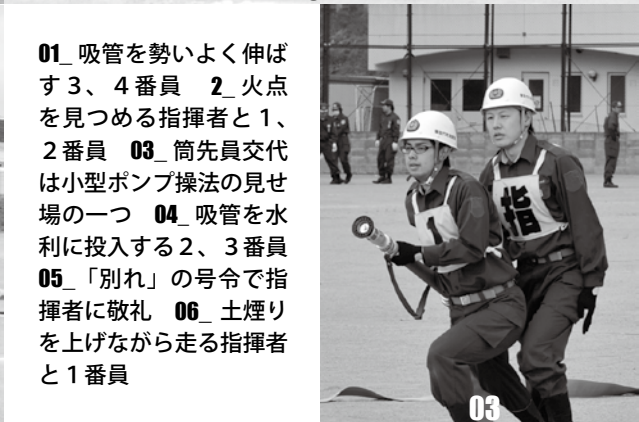 01_ 吸管を勢いよく伸ば
す３、４番員　2_ 火点
を見つめる指揮者と１、
２番員　03_ 筒先員交代
は小型ポンプ操法の見せ
場の一つ　04_ 吸管を水
利に投入する２、３番員
05_「別れ」の号令で指
揮者に敬礼　06_ 土煙り
を上げながら走る指揮者
と１番員
指
1
03